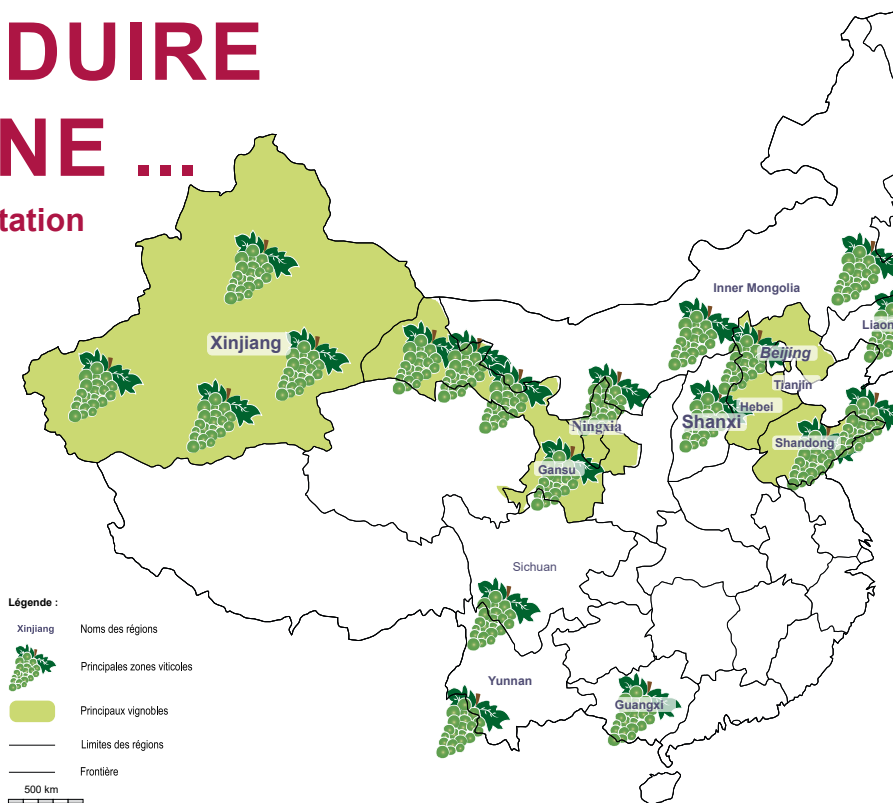 DUIRE
NE ...
tation
Inner Mongolia
Liaon
Xinjiang
Beijing
Tianjin
Hebei
Shanxi
Ningxia
Shandong
Gansu
Sichuan
Yunnan
Guangxi
Légende :
Xinjiang Noms des régions
Principales zones viticoles
Principaux vignobles
Limites des régions
Frontière
500 km